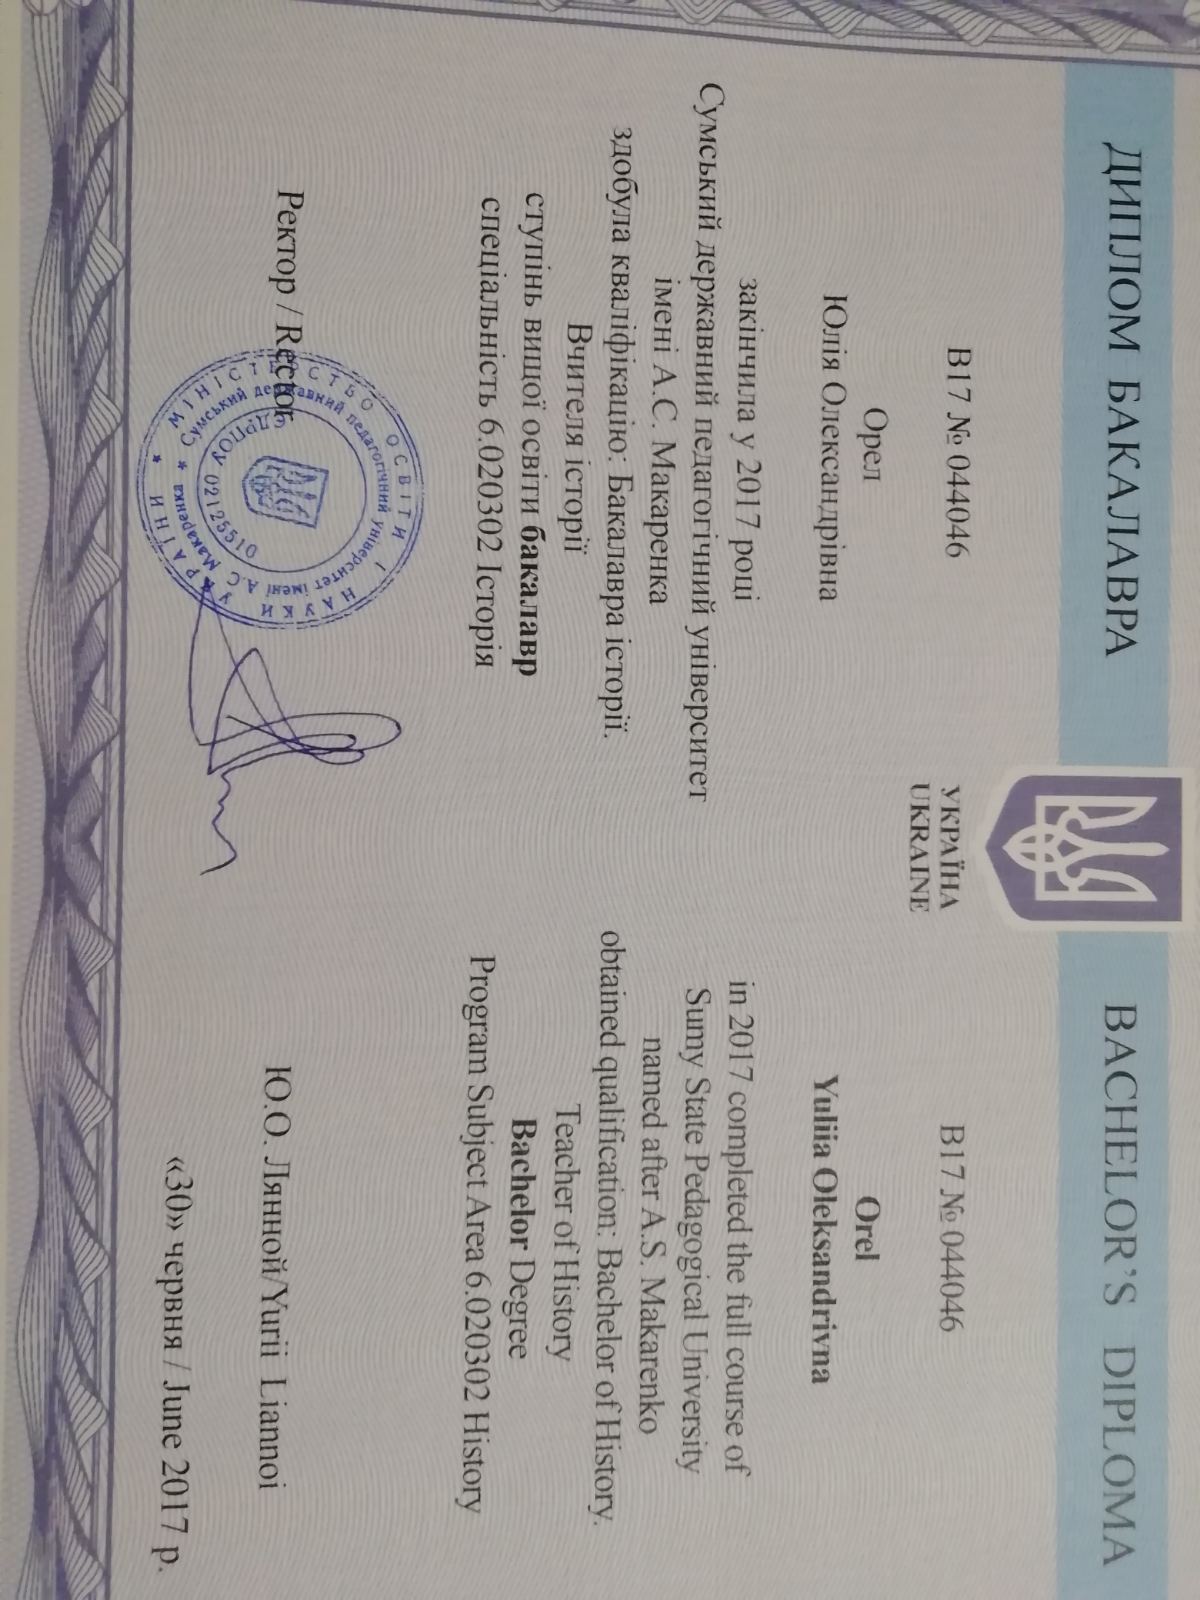 ДИПЛОМ БАКАЛАВРА
В17 № 044046
Орел
Юлія Олександрівна
закінчила у 2017 році
Сумський державний педагогічний університет
імені А.С. Макаренка
здобула кваліфікацію: Бакалавра історії.
Вчителя історії
ступінь вищої освіти бакалавр
спеціальність 6.020302 Історія
УКРАЇНА
UKRAINE
BACHELOR'S DIPLOMA
В17 № 044046
Orel
Yuliia Oleksandrivna
in 2017 completed the full course of
Sumy State Pedagogical University
named after A.S. Makarenko
obtained qualification: Bachelor of History.
Teacher of History
Bachelor Degree
Program Subject Area 6.020302 History
Ректор / Rector
МІНІСТЕРСТВО ОСВІТИ І НАУКИ УКРАЇНИ
Сумський державний педагогічний університет імені А.С. Макаренка
ЄДРПОУ 02125510
Ю.О. Лянной/Yurii Liannoi
«30» червня / June 2017 р.